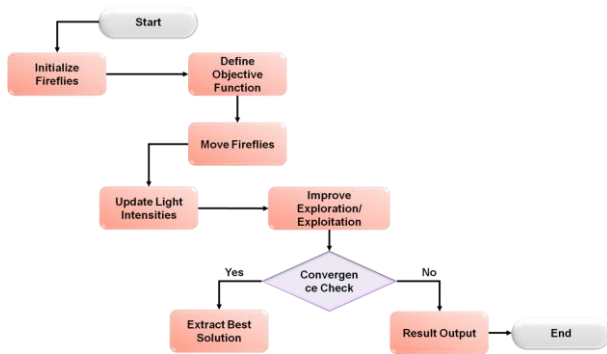 Start
Initialize
Fireflies
Define
Objective
Function
Move Fireflies
Update Light
Intensities
Improve
Exploration/
Exploitation
Yes
Convergen
ce Check
No
Extract Best
Solution
Result Output
End